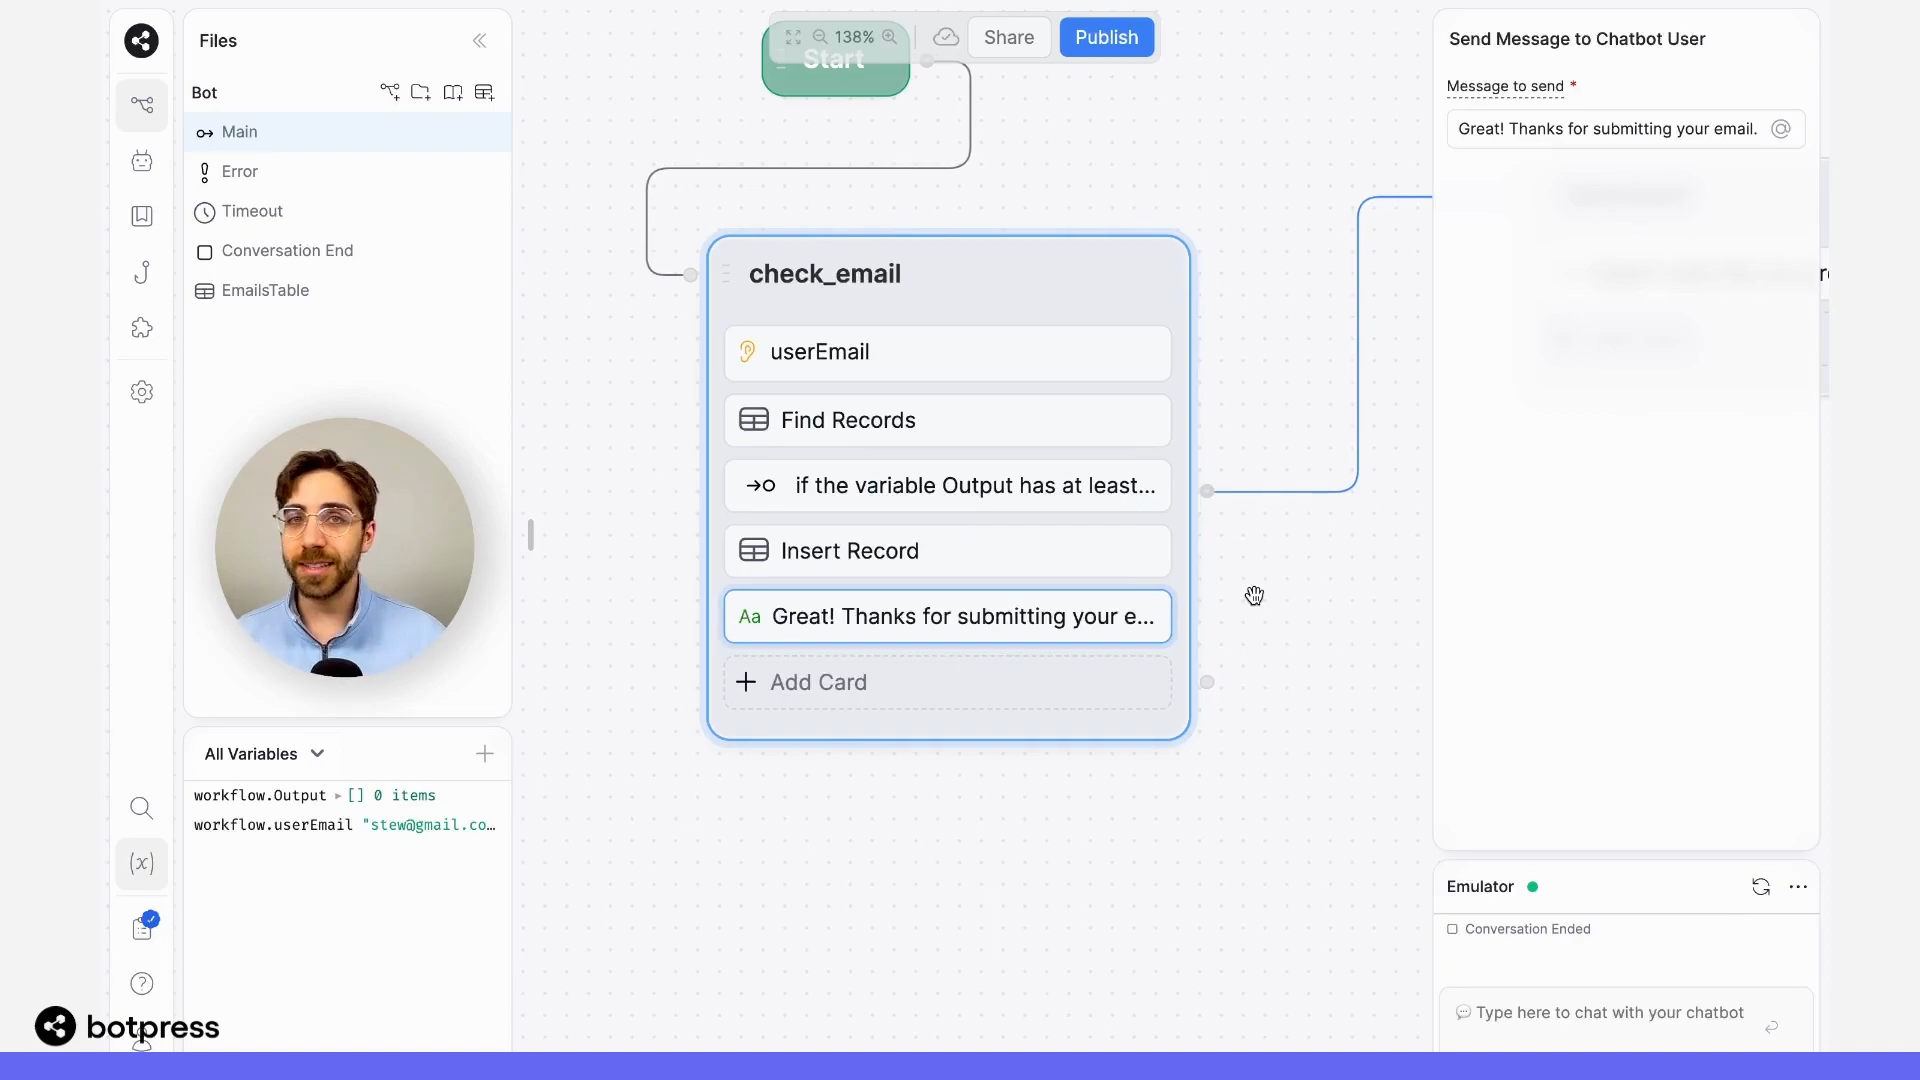 Files
Bot
Main
Error
Timeout
Conversation End
EmailsTable
All Variables
workflow.Output ▸ [] 0 items
workflow.userEmail "stew@gmail.co…
botpress
138%
Share
Publish
Start
check_email
userEmail
Find Records
if the variable Output has at least...
Insert Record
Aa Great! Thanks for submitting your e...
Add Card
Send Message to Chatbot User
Message to send *
Great! Thanks for submitting your email.
Emulator
Conversation Ended
Type here to chat with your chatbot